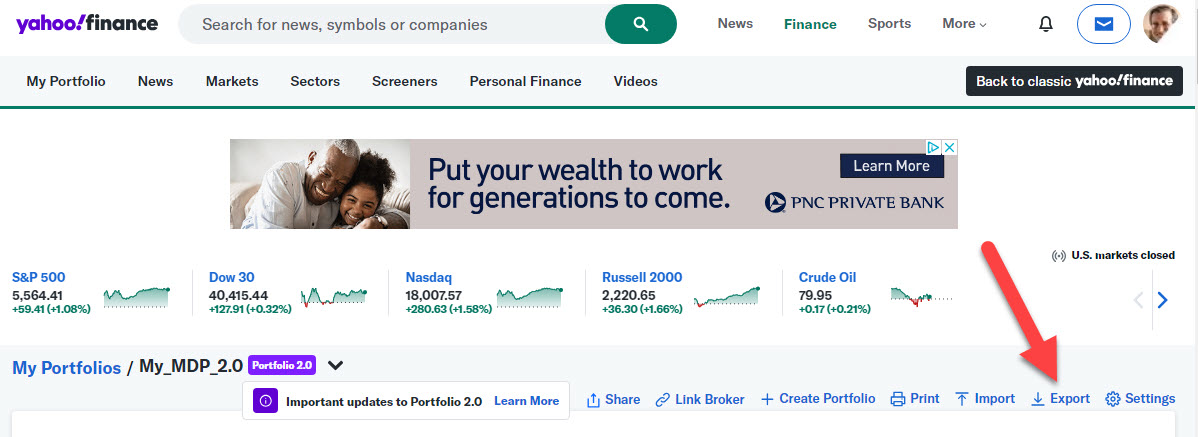 yahoo!finance
Search for news, symbols or companies
News Finance Sports More
My Portfolio News Markets Sectors Screeners Personal Finance Videos
Back to classic yahoo!finance
Put your wealth to work
for generations to come.
Learn More
PNC PRIVATE BANK
U.S. markets closed
S&P 500
5,564.41
+59.41 (+1.08%)
Dow 30
40,415.44
+127.91 (+0.32%)
Nasdaq
18,007.57
+280.63 (+1.58%)
Russell 2000
2,220.65
+36.30 (+1.66%)
Crude Oil
79.95
+0.17 (+0.21%)
My Portfolios / My_MDP_2.0 Portfolio 2.0
Important updates to Portfolio 2.0 Learn More
Share Link Broker Create Portfolio Print Import Export Settings